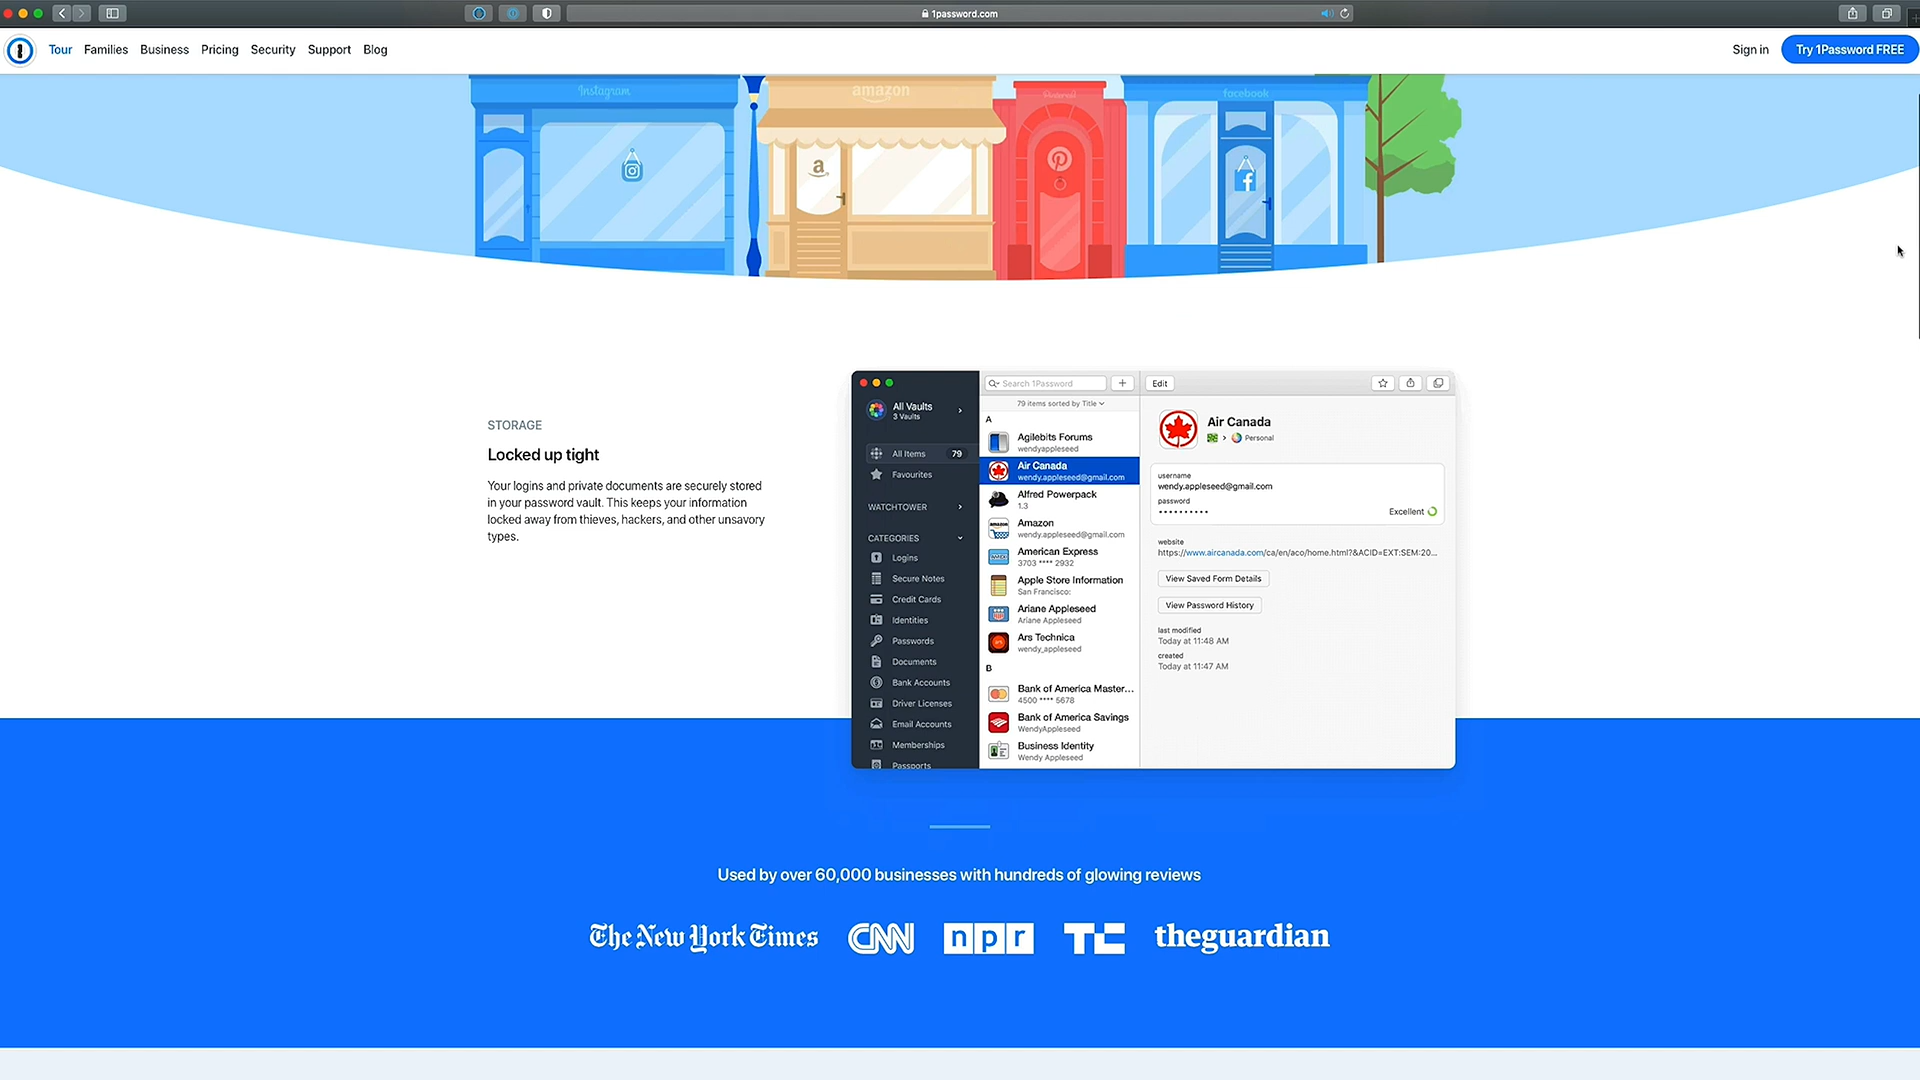 1password.com
Tour Families Business Pricing Security Support Blog
Sign in Try 1Password FREE
Instagram
amazon
Pinterest
facebook
a
STORAGE
Locked up tight
Your logins and private documents are securely stored
in your password vault. This keeps your information
locked away from thieves, hackers, and other unsavory
types.
All Vaults
3 Vaults
All Items 79
Favourites
WATCHTOWER
CATEGORIES
Logins
Secure Notes
Credit Cards
Identities
Passwords
Documents
Bank Accounts
Driver Licenses
Email Accounts
Memberships
Passports
Search 1Password
79 items sorted by Title
A
Agilebits Forums
wendyappleseed
Air Canada
wendy.appleseed@gmail.com
Alfred Powerpack
1.3
Amazon
wendy.appleseed@gmail.com
American Express
3703 **** 2932
Apple Store Information
San Francisco:
Ariane Appleseed
Ariane Appleseed
Ars Technica
wendy_appleseed
B
Bank of America Master...
4500 **** 5678
Bank of America Savings
WendyAppleseed
Business Identity
Wendy Appleseed
Edit
Air Canada
Personal
username
wendy.appleseed@gmail.com
password
••••••••••
Excellent
website
https://www.aircanada.com/ca/en/aco/home.html?&ACID=EXT:SEM:20...
View Saved Form Details
View Password History
last modified
Today at 11:48 AM
created
Today at 11:47 AM
Used by over 60,000 businesses with hundreds of glowing reviews
The New York Times CNN npr TC theguardian